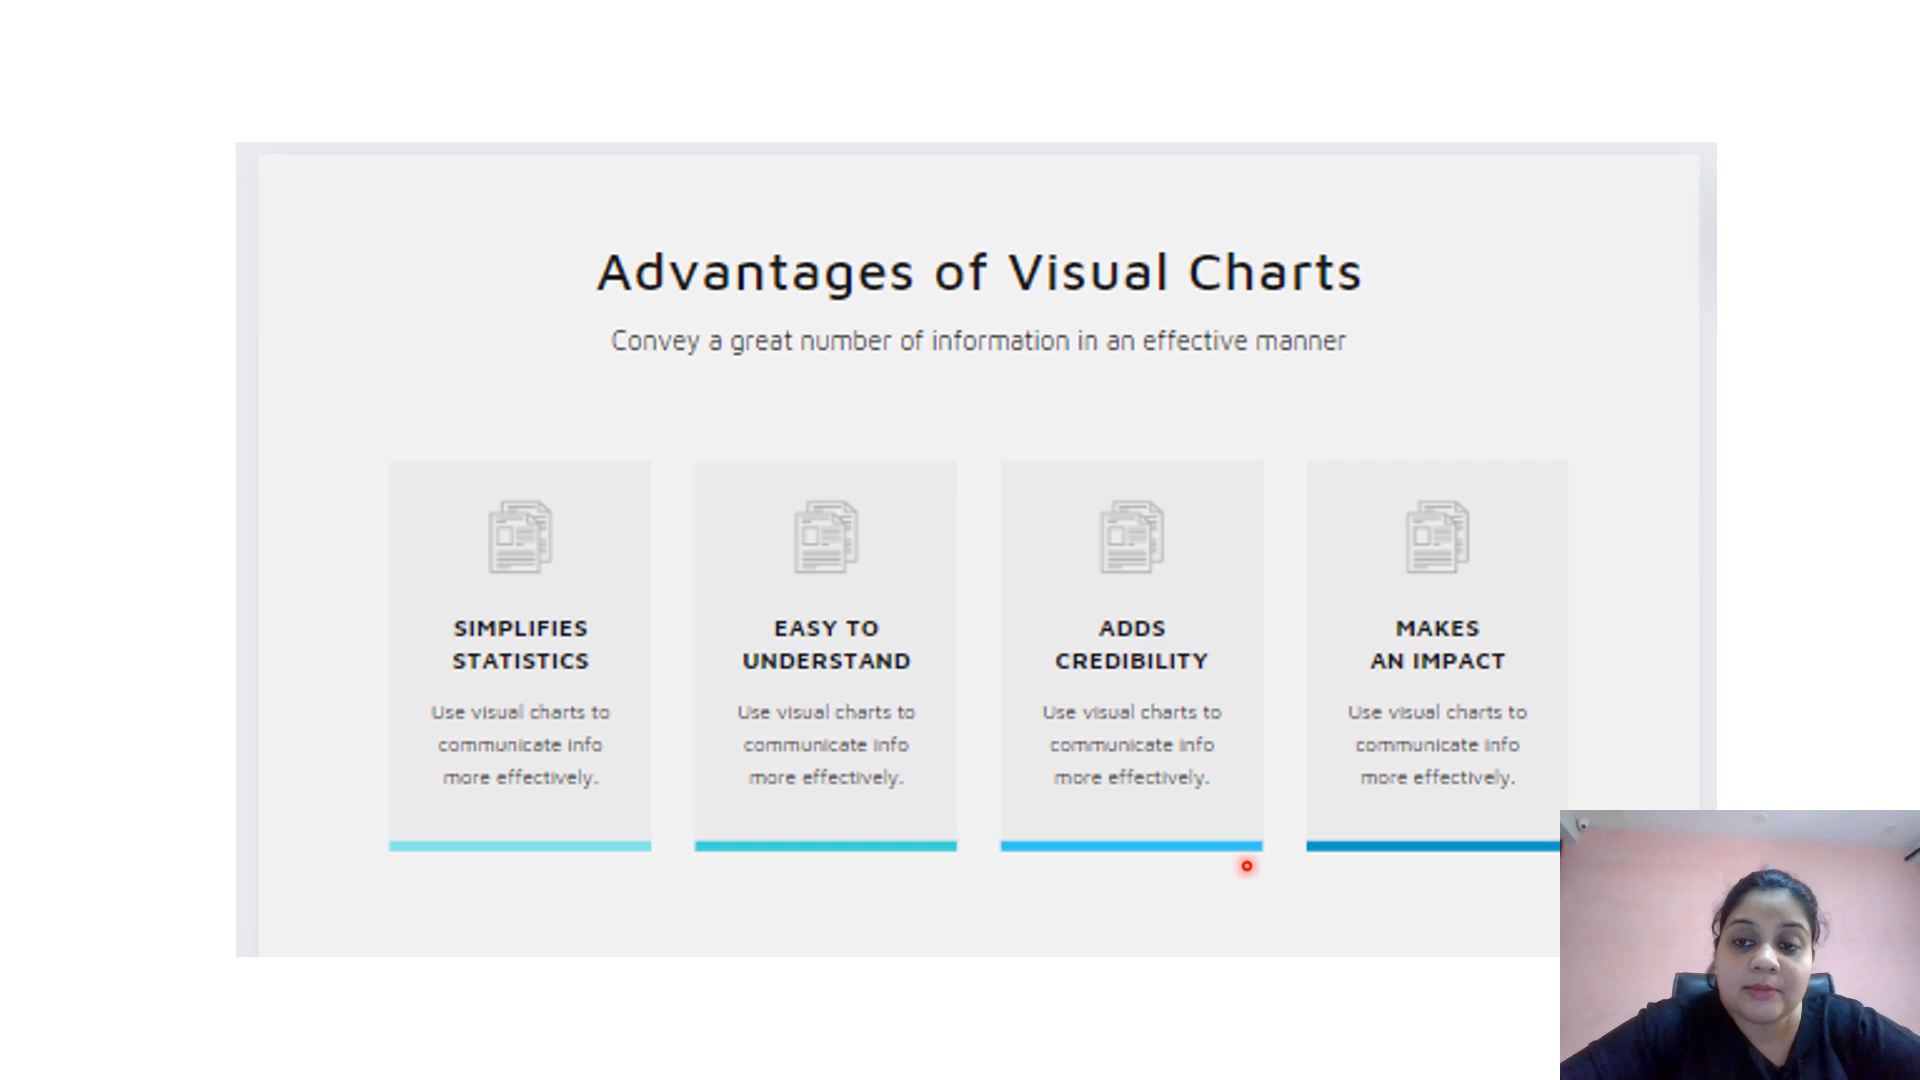 Advantages of Visual Charts
Convey a great number of information in an effective manner
SIMPLIFIES
STATISTICS
Use visual charts to
communicate info
more effectively.
EASY TO
UNDERSTAND
Use visual charts to
communicate info
more effectively.
ADDS
CREDIBILITY
Use visual charts to
communicate info
more effectively.
MAKES
AN IMPACT
Use visual charts to
communicate info
more effectively.